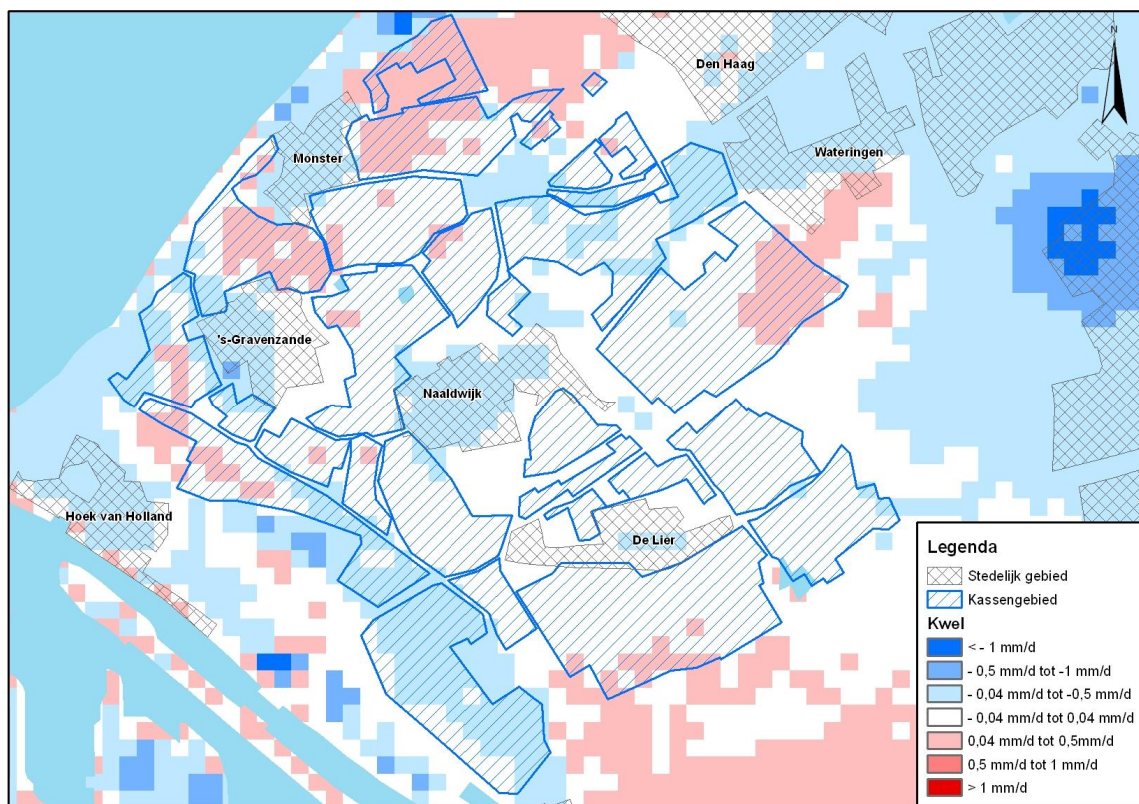 N
Den Haag
Monster
Wateringen
's-Gravenzande
Naaldwijk
Hoek van Holland
De Lier
Legenda
Stedelijk gebied
Kassengebied
Kwel
< - 1 mm/d
- 0,5 mm/d tot -1 mm/d
- 0,04 mm/d tot -0,5 mm/d
- 0,04 mm/d tot 0,04 mm/d
0,04 mm/d tot 0,5mm/d
0,5 mm/d tot 1 mm/d
> 1 mm/d